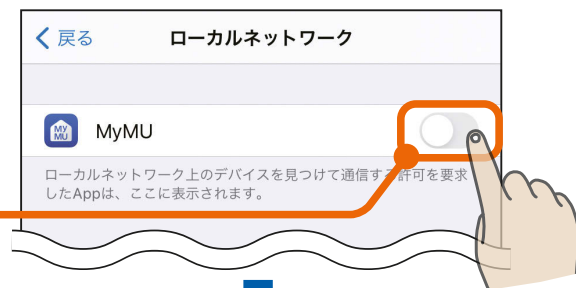 戻る
ローカルネットワーク
MY
MU
MyMU
ローカルネットワーク上のデバイスを見つけて通信する許可を要求
したAppは、ここに表示されます。